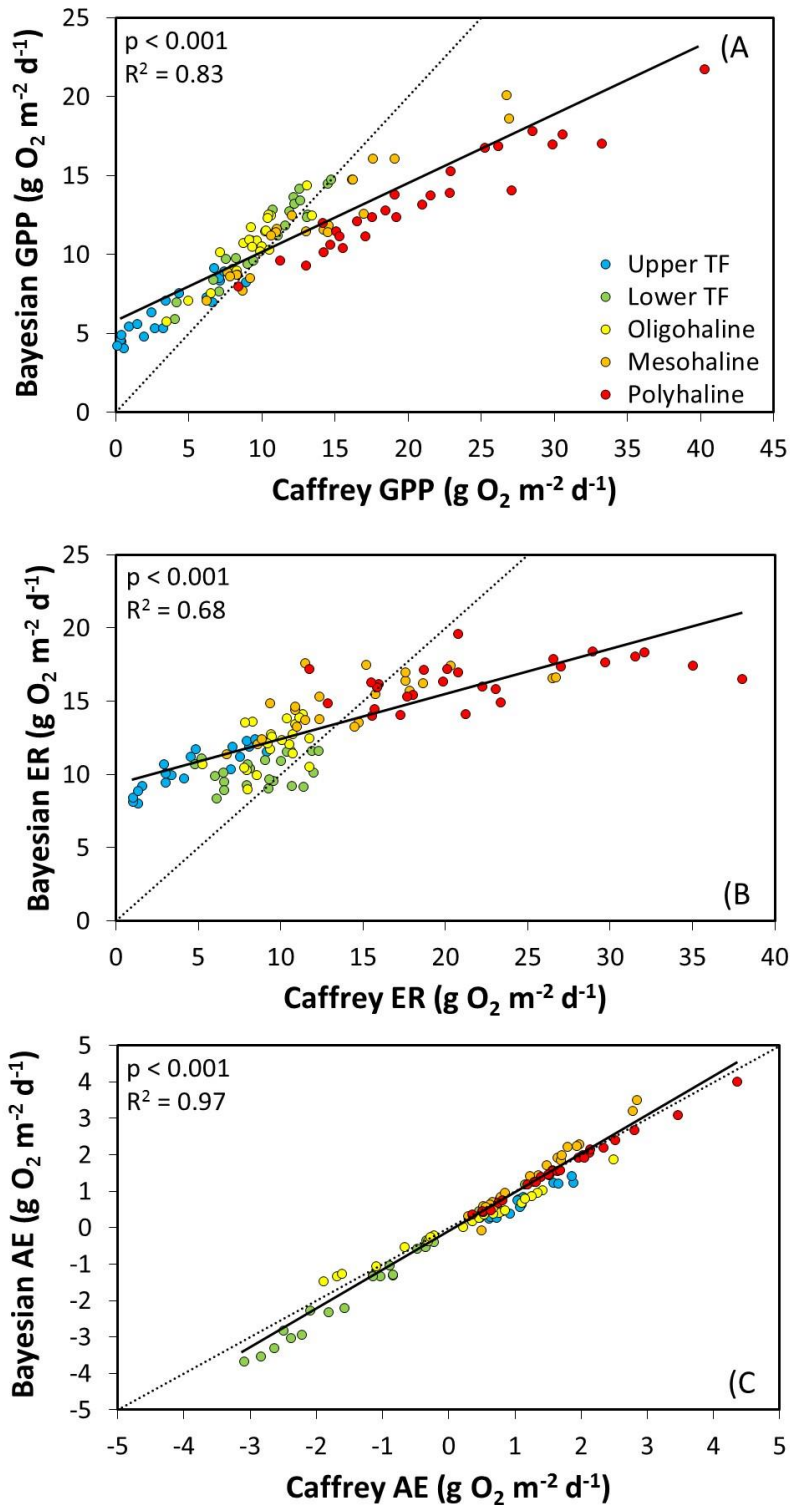 25
20
15
10
5
0
p < 0.001
R² = 0.83
(A
Upper TF
Lower TF
Oligohaline
Mesohaline
Polyhaline
0 5 10 15 20 25 30 35 40 45
Bayesian GPP (g O₂ m⁻² d⁻¹)
Caffrey GPP (g O₂ m⁻² d⁻¹)
25
20
15
10
5
0
p < 0.001
R² = 0.68
(B
0 5 10 15 20 25 30 35 40
Bayesian ER (g O₂ m⁻² d⁻¹)
Caffrey ER (g O₂ m⁻² d⁻¹)
5
4
3
2
1
0
-1
-2
-3
-4
-5
p < 0.001
R² = 0.97
(C
-5 -4 -3 -2 -1 0 1 2 3 4 5
Bayesian AE (g O₂ m⁻² d⁻¹)
Caffrey AE (g O₂ m⁻² d⁻¹)